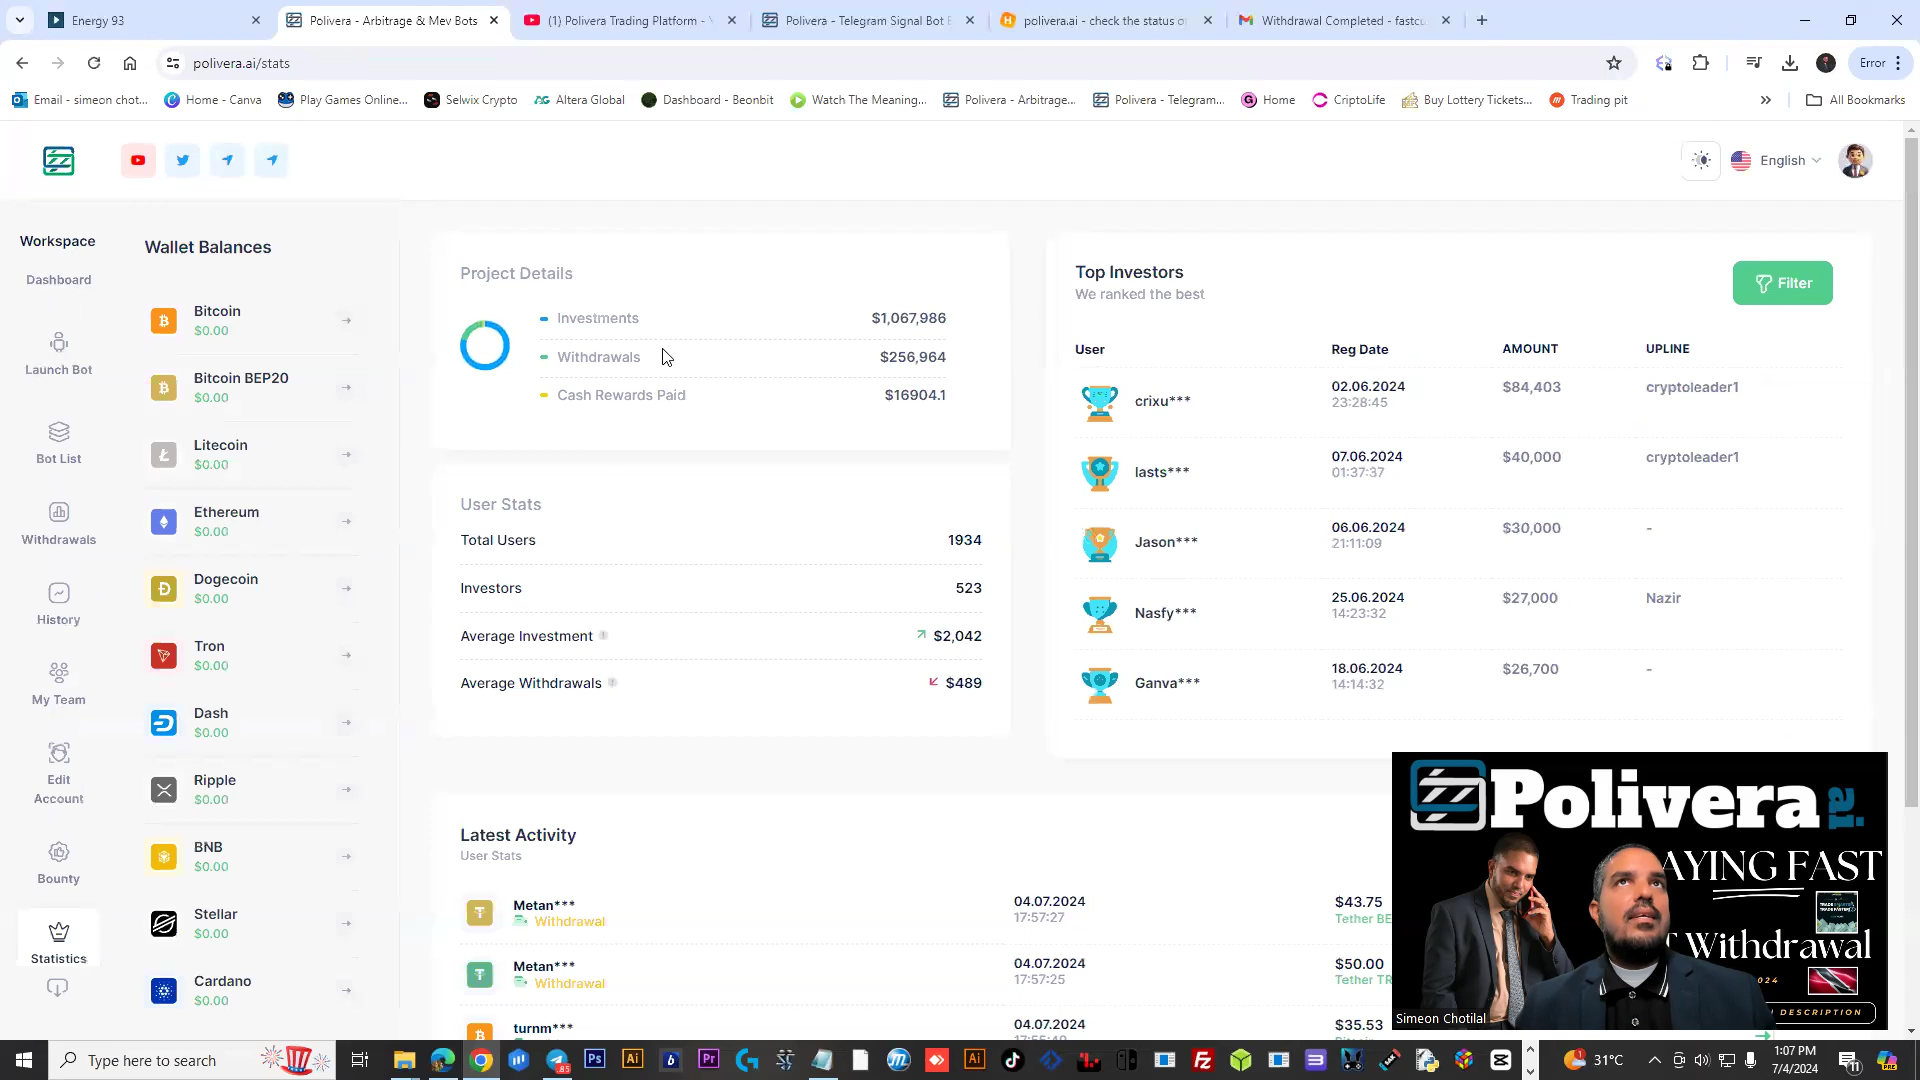 Energy 93
Polivera - Arbitrage & Mev Bots
(1) Polivera Trading Platform -
Polivera - Telegram Signal Bot
polivera.ai - check the status o
Withdrawal Completed - fastcu
polivera.ai/stats
Error
Email - simeon chot...
Home - Canva
Play Games Online...
Selwix Crypto
Altera Global
Dashboard - Beonbit
Watch The Meaning...
Polivera - Arbitrage...
Polivera - Telegram...
Home
CriptoLife
Buy Lottery Tickets...
Trading pit
All Bookmarks
English
Workspace
Dashboard
Launch Bot
Bot List
Withdrawals
History
My Team
Edit
Account
Bounty
Statistics
Wallet Balances
Bitcoin
$0.00
Bitcoin BEP20
$0.00
Litecoin
$0.00
Ethereum
$0.00
Dogecoin
$0.00
Tron
$0.00
Dash
$0.00
Ripple
$0.00
BNB
$0.00
Stellar
$0.00
Cardano
$0.00
Project Details
Investments $1,067,986
Withdrawals $256,964
Cash Rewards Paid $16904.1
User Stats
Total Users 1934
Investors 523
Average Investment $2,042
Average Withdrawals $489
Top Investors
We ranked the best
Filter
User Reg Date AMOUNT UPLINE
crixu*** 02.06.2024 $84,403 cryptoleader1
23:28:45
lasts*** 07.06.2024 $40,000 cryptoleader1
01:37:37
Jason*** 06.06.2024 $30,000 -
21:11:09
Nasfy*** 25.06.2024 $27,000 Nazir
14:23:32
Ganva*** 18.06.2024 $26,700 -
14:14:32
Latest Activity
User Stats
Metan*** 04.07.2024 $43.75
Withdrawal 17:57:27 Tether BE
Metan*** 04.07.2024 $50.00
Withdrawal 17:57:25 Tether TR
turnm*** 04.07.2024 $35.53
Polivera ai
AYING FAST
Withdrawal
DESCRIPTION
Simeon Chotilal
Type here to search
31°C
1:07 PM
7/4/2024